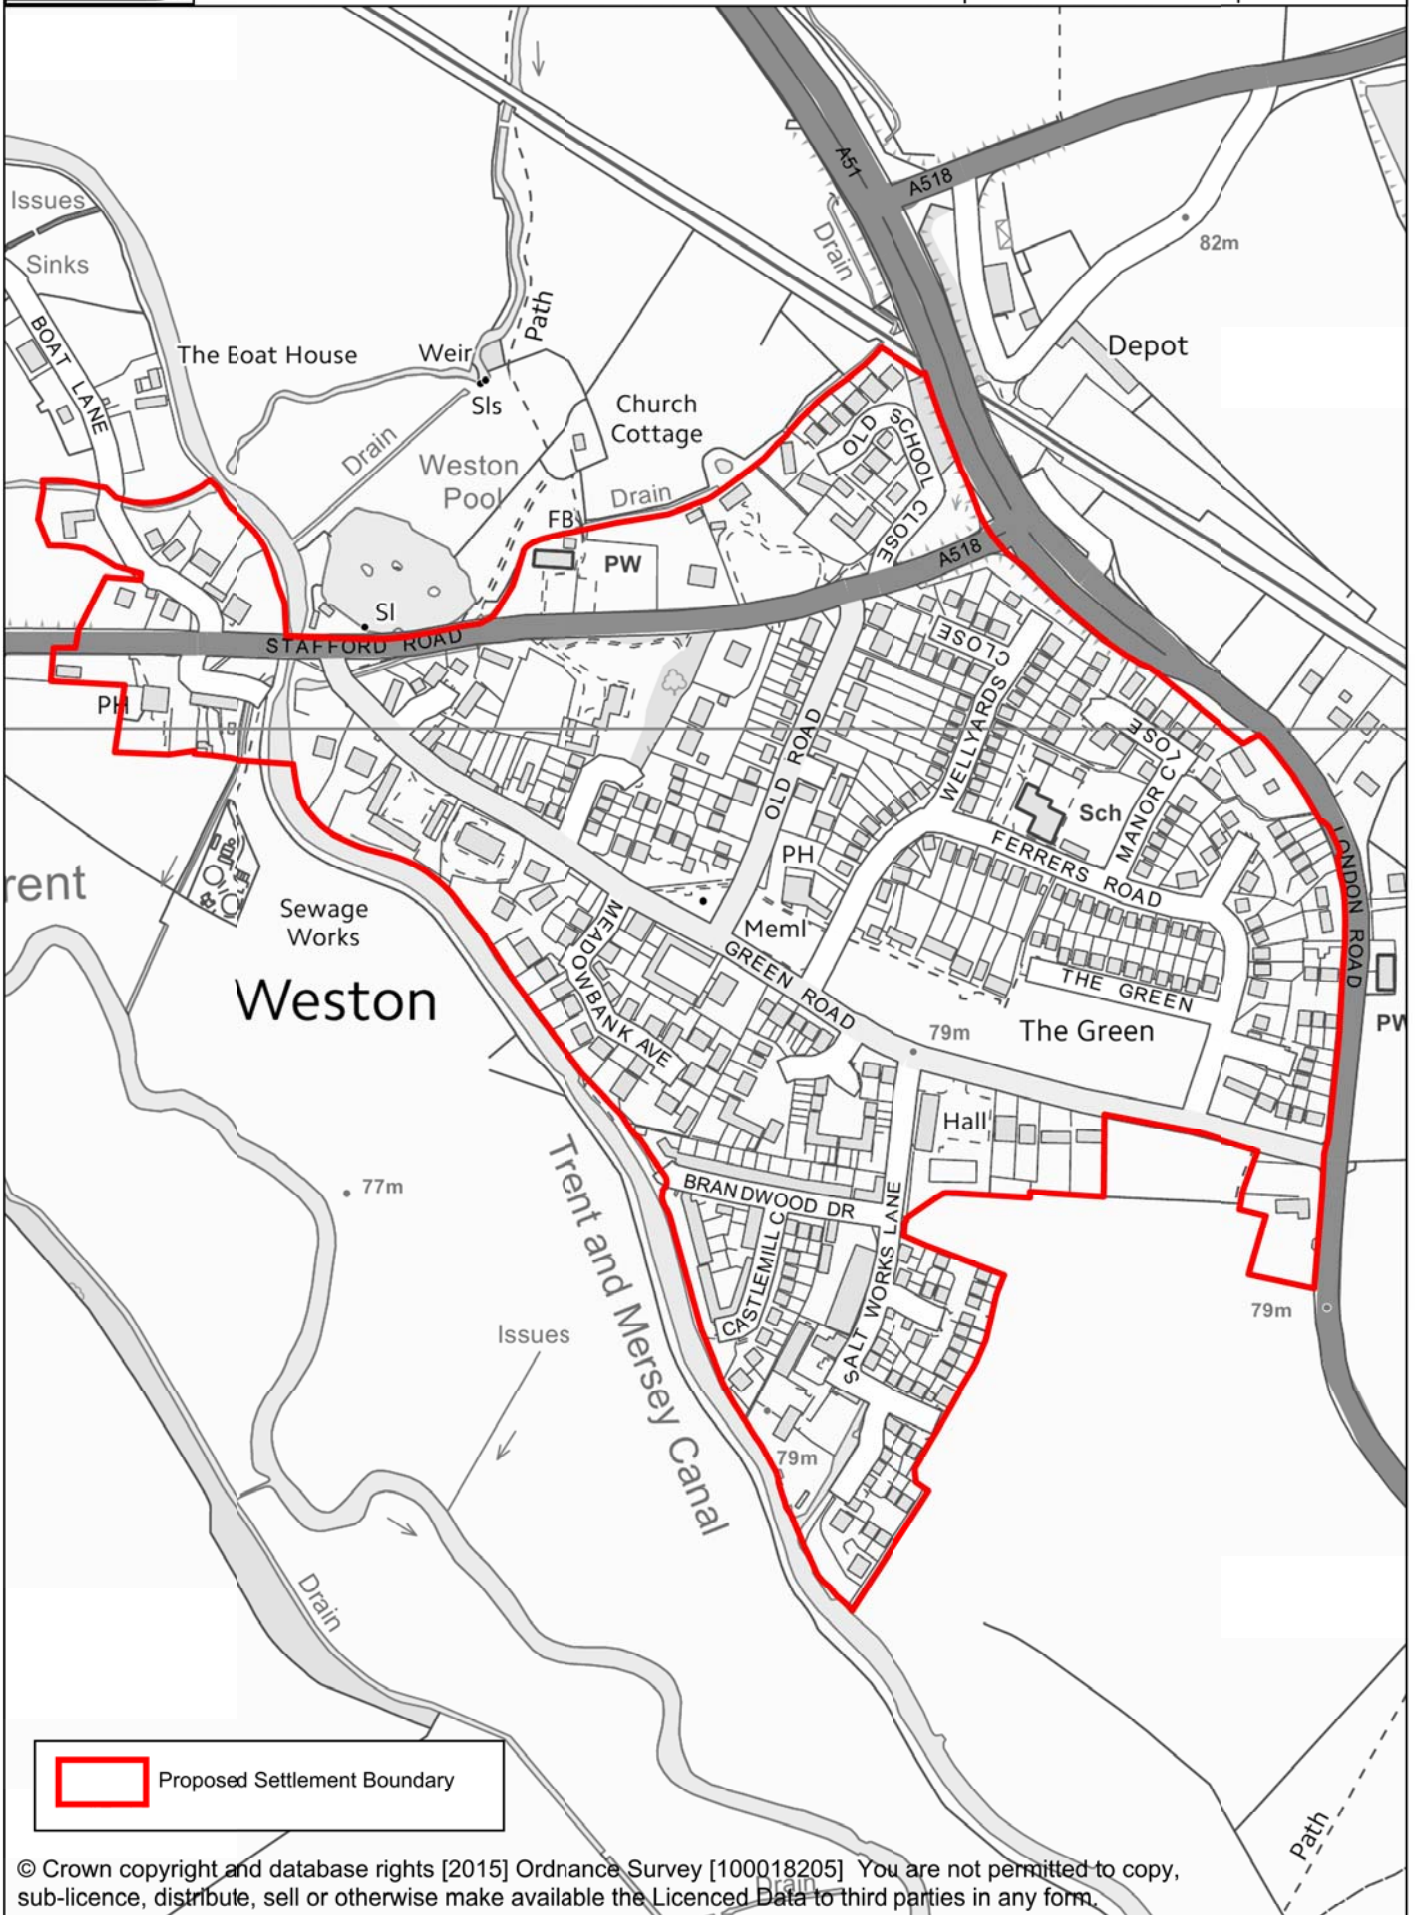 A51
A518
Issues
Drain
82m
Sinks
Path
BOAT LANE
The Boat House
Weir
Depot
Sls
Church
Cottage
OLD SCHOOL CLOSE
Drain
Weston
Pool
Drain
FB
PW
A518
Sl
STAFFORD ROAD
WELLYARDS CLOSE
PH
OLD ROAD
MANOR CLOSE
Sch
LONDON ROAD
PH
FERRERS ROAD
rent
Sewage
Works
MEADOWBANK AVE
Meml
GREEN ROAD
THE GREEN
Weston
79m
The Green
PW
Hall
Trent and Mersey Canal
77m
BRANDWOOD DR
SALT WORKS LANE
CASTLEMILL C
79m
Issues
79m
Drain
Proposed Settlement Boundary
Path
© Crown copyright and database rights [2015] Ordnance Survey [100018205] You are not permitted to copy,
sub-licence, distribute, sell or otherwise make available the Licenced Data to third parties in any form.
Drain